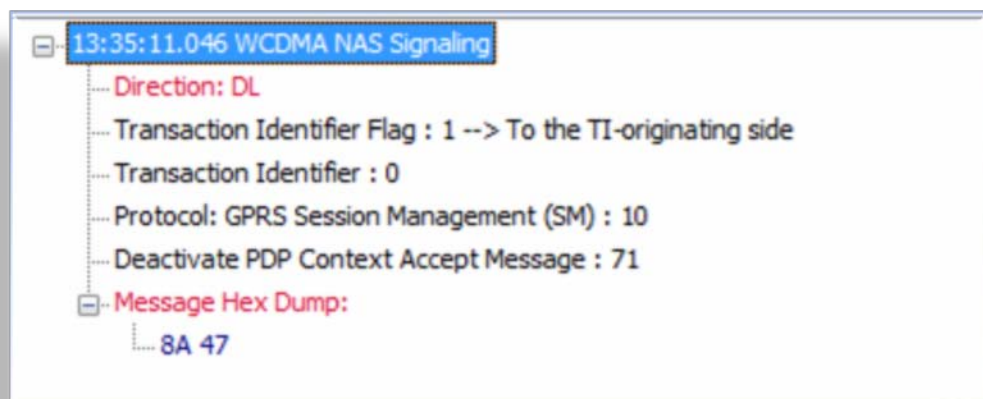 13:35:11.046 WCDMA NAS Signaling
Direction: DL
Transaction Identifier Flag : 1 --> To the TI-originating side
Transaction Identifier : 0
Protocol: GPRS Session Management (SM) : 10
Deactivate PDP Context Accept Message : 71
Message Hex Dump:
8A 47